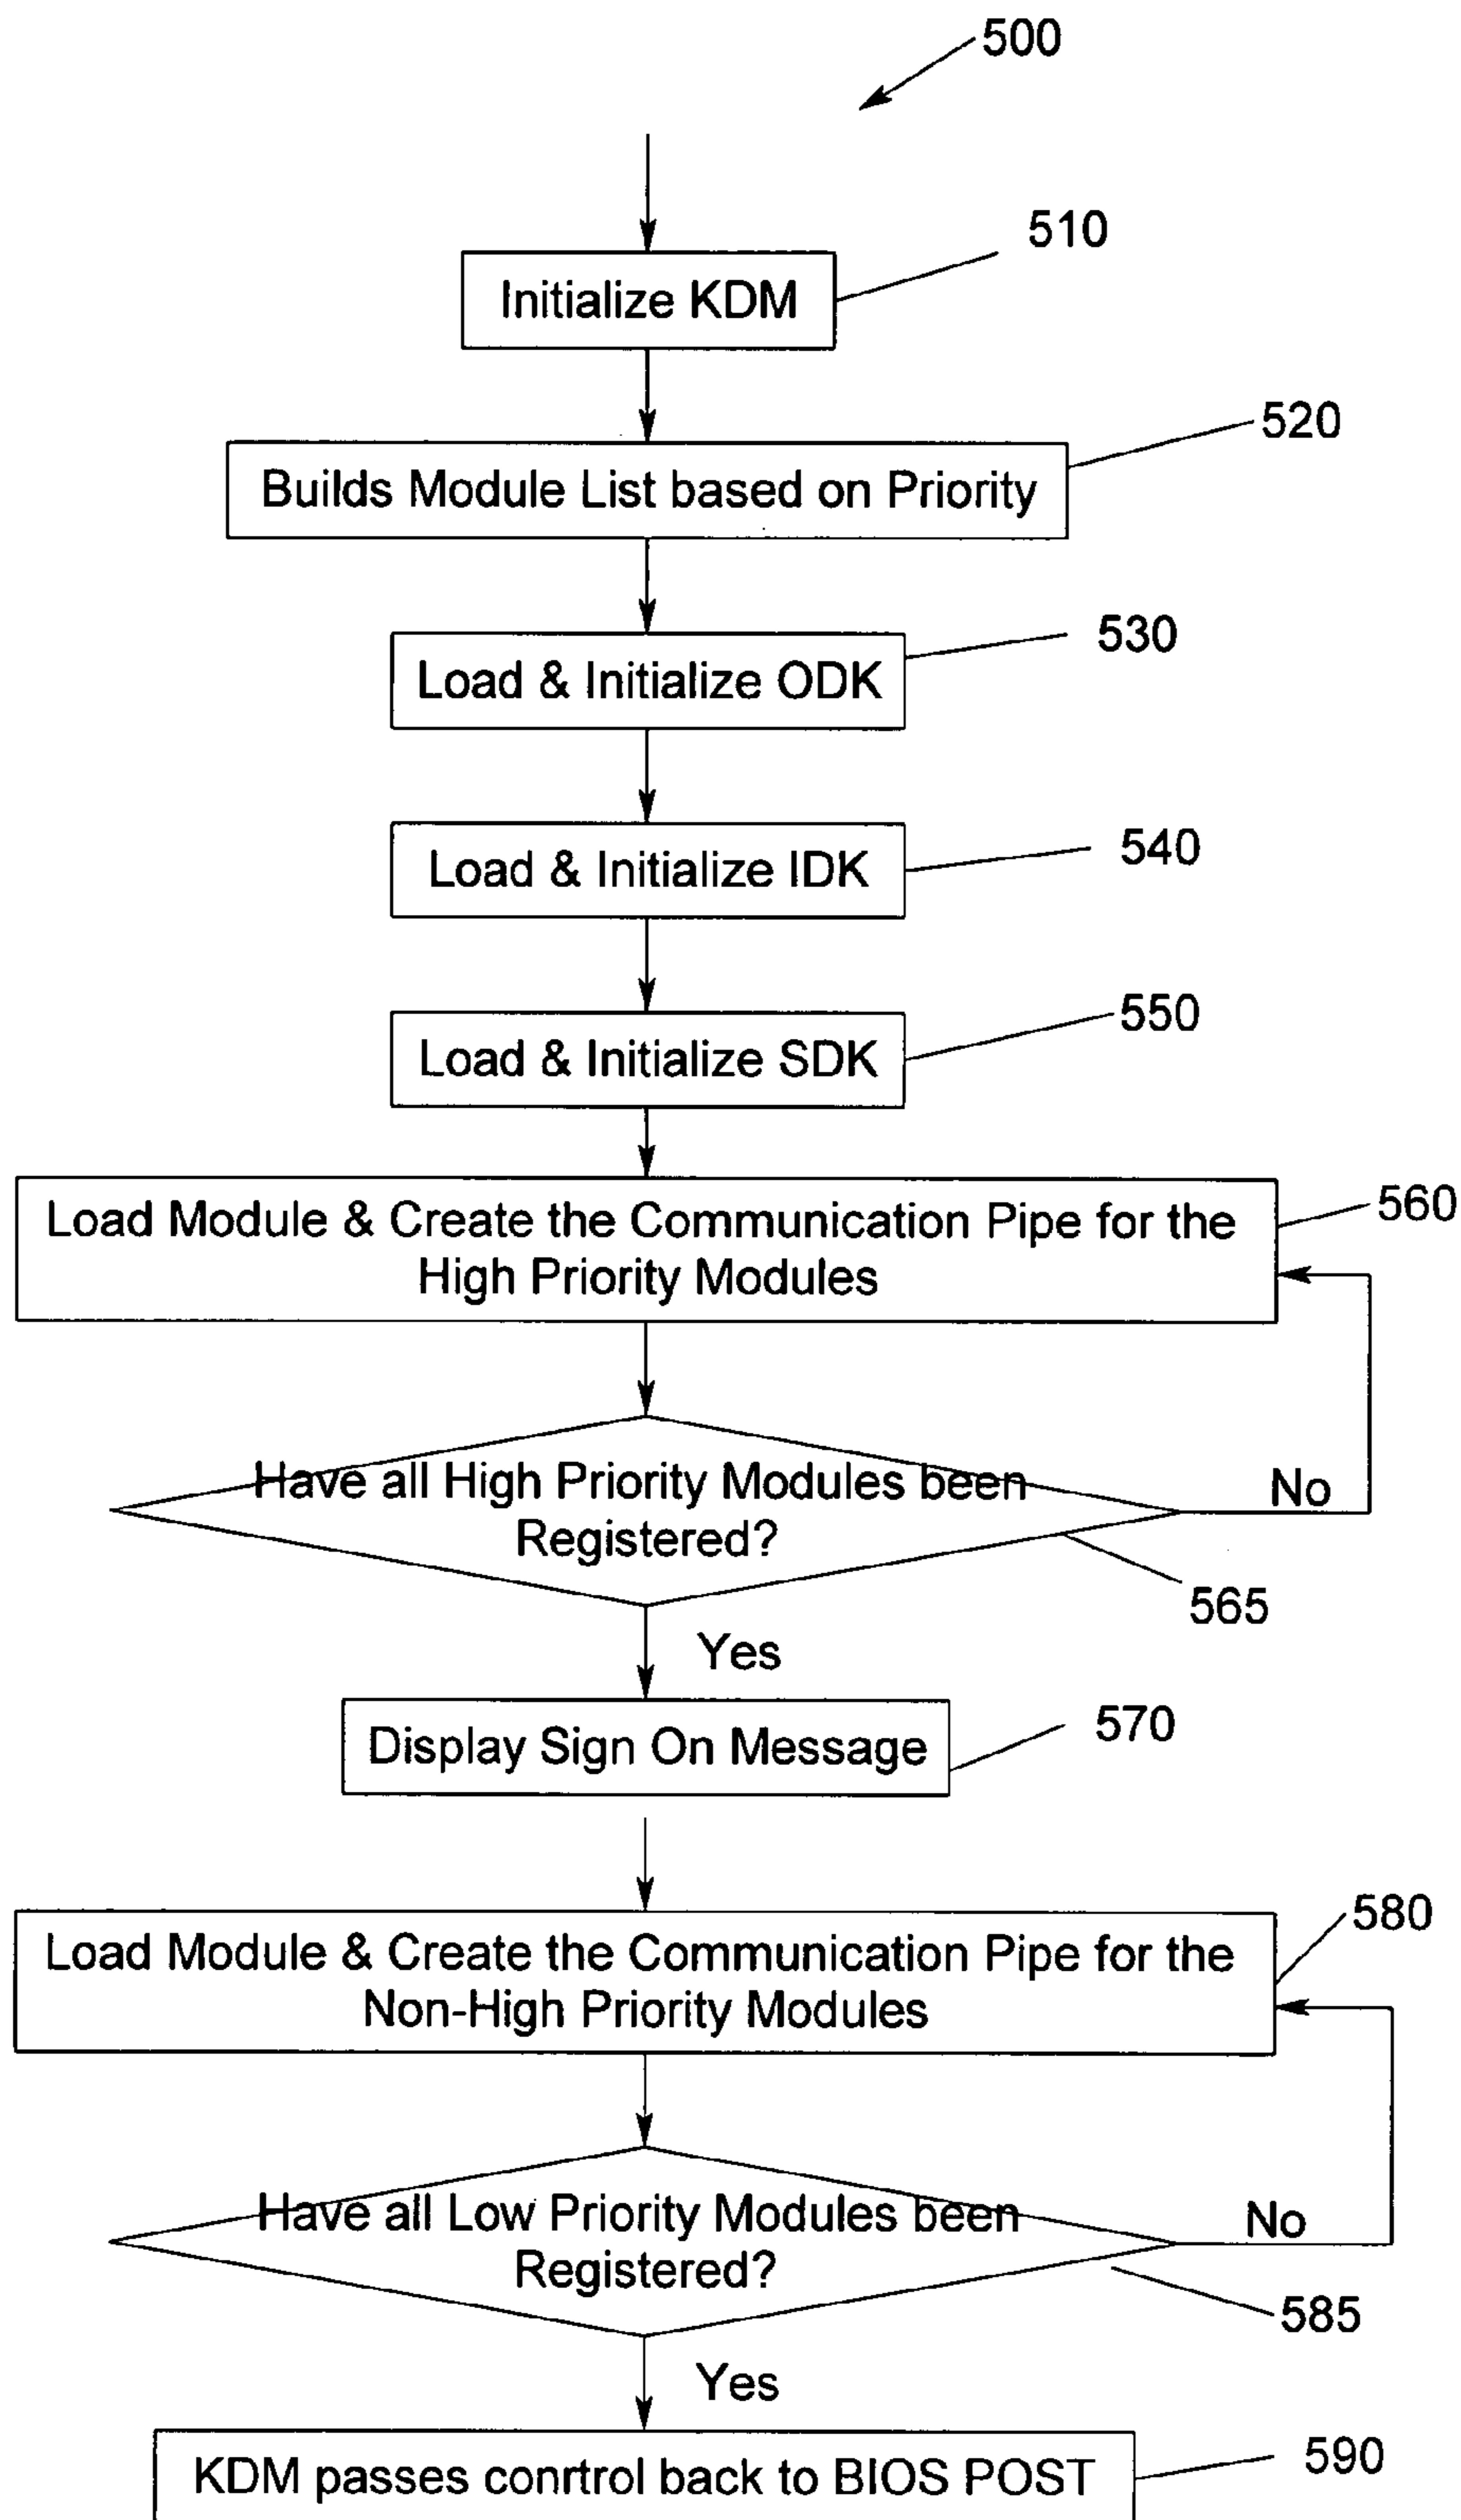 500
510
Initialize KDM
520
Builds Module List based on Priority
530
Load & Initialize ODK
540
Load & Initialize IDK
550
Load & Initialize SDK
560
Load Module & Create the Communication Pipe for the
High Priority Modules
Have all High Priority Modules been
Registered?
No
565
Yes
570
Display Sign On Message
580
Load Module & Create the Communication Pipe for the
Non-High Priority Modules
Have all Low Priority Modules been
Registered?
No
585
Yes
590
KDM passes conrtrol back to BIOS POST